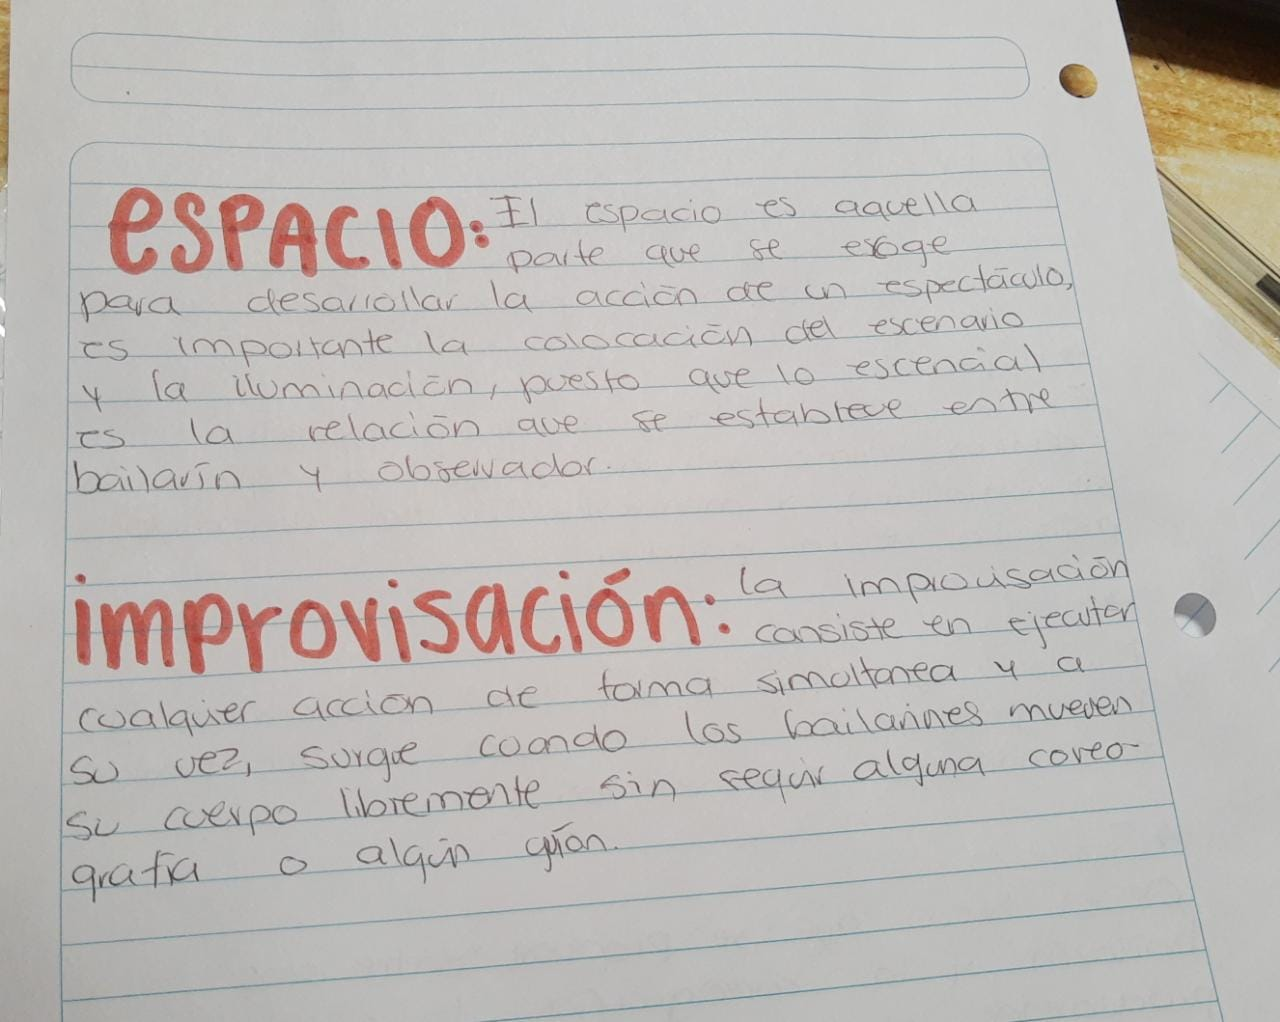 ESPACIO: El espacio es aquella
parte que se esoge
para desarrollar la acción de un espectáculo,
es importante la colocación del escenario
y la iluminación, puesto que lo escencial
es la relación que se establece entre
bailarín y observador.
improvisación: la improvisación
consiste en ejecutar
cualquier acción de forma simultanea y a
su vez, surge cuando los bailarines mueven
su cuerpo libremente sin seguir alguna coreo-
grafía o algún guión.